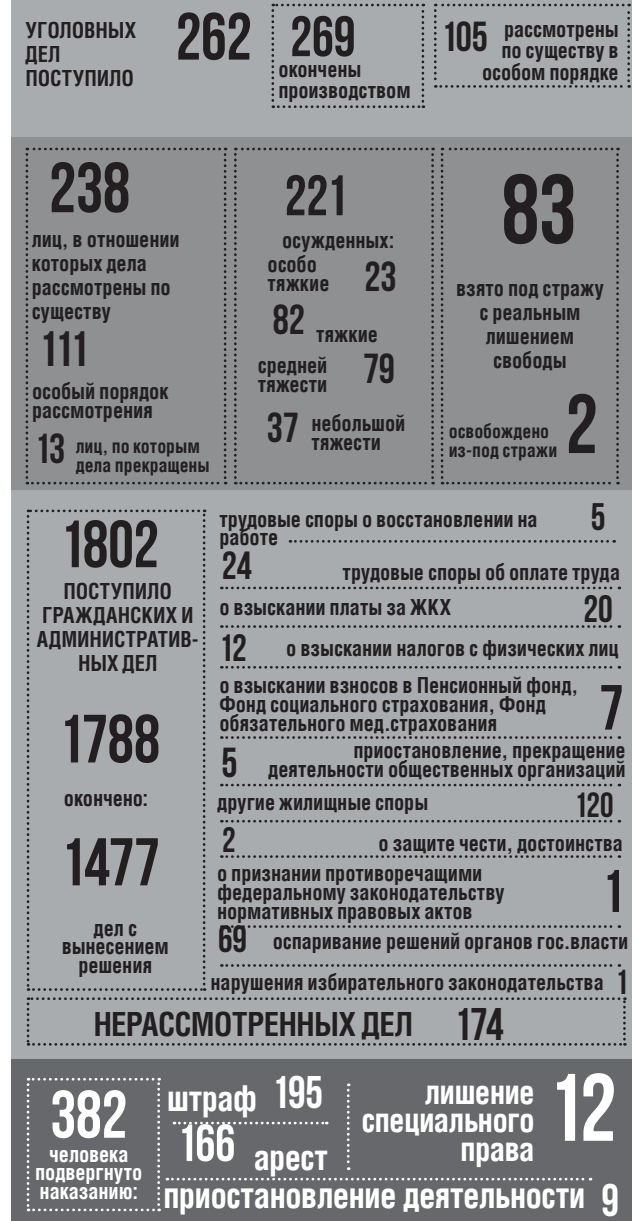 УГОЛОВНЫХ
ДЕЛ
ПОСТУПИЛО
262
269
окончены
производством
105 рассмотрены
по существу в
особом порядке
238
лиц, в отношении
которых дела
рассмотрены по
существу
111
особый порядок
рассмотрения
13 лиц, по которым
дела прекращены
221
осужденных:
особо
тяжкие 23
82 тяжкие
средней
тяжести 79
37 небольшой
тяжести
83
взято под стражу
с реальным
лишением
свободы
освобождено
из-под стражи 2
1802
ПОСТУПИЛО
ГРАЖДАНСКИХ И
АДМИНИСТРАТИВ-
НЫХ ДЕЛ
1788
окончено:
1477
дел с
вынесением
решения
трудовые споры о восстановлении на
работе 5
24 трудовые споры об оплате труда
о взыскании платы за ЖКХ 20
12 о взыскании налогов с физических лиц
о взыскании взносов в Пенсионный фонд,
Фонд социального страхования, Фонд
обязательного мед.страхования 7
5 приостановление, прекращение
деятельности общественных организаций
другие жилищные споры 120
2 о защите чести, достоинства
о признании противоречащими
федеральному законодательству
нормативных правовых актов 1
69 оспаривание решений органов гос.власти
нарушения избирательного законодательства 1
НЕРАССМОТРЕННЫХ ДЕЛ 174
382
человека
подвергнуто
наказанию:
штраф 195
166 арест
лишение
специального
права 12
приостановление деятельности 9